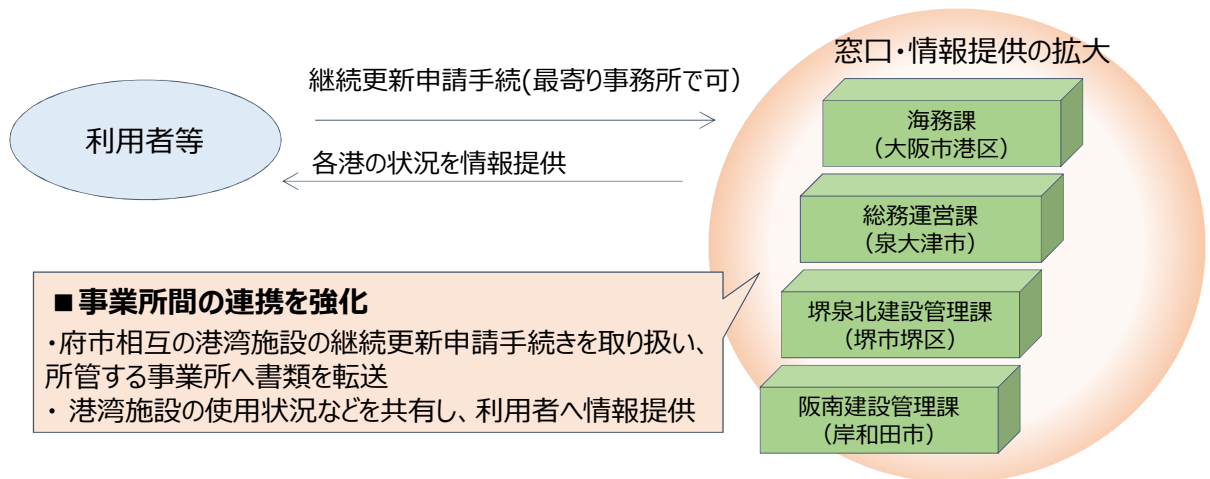 窓口・情報提供の拡大
継続更新申請手続(最寄り事務所で可）
利用者等
各港の状況を情報提供
海務課
（大阪市港区）
総務運営課
（泉大津市）
堺泉北建設管理課
（堺市堺区）
阪南建設管理課
（岸和田市）
■事業所間の連携を強化
・府市相互の港湾施設の継続更新申請手続きを取り扱い、
所管する事業所へ書類を転送
・ 港湾施設の使用状況などを共有し、利用者へ情報提供